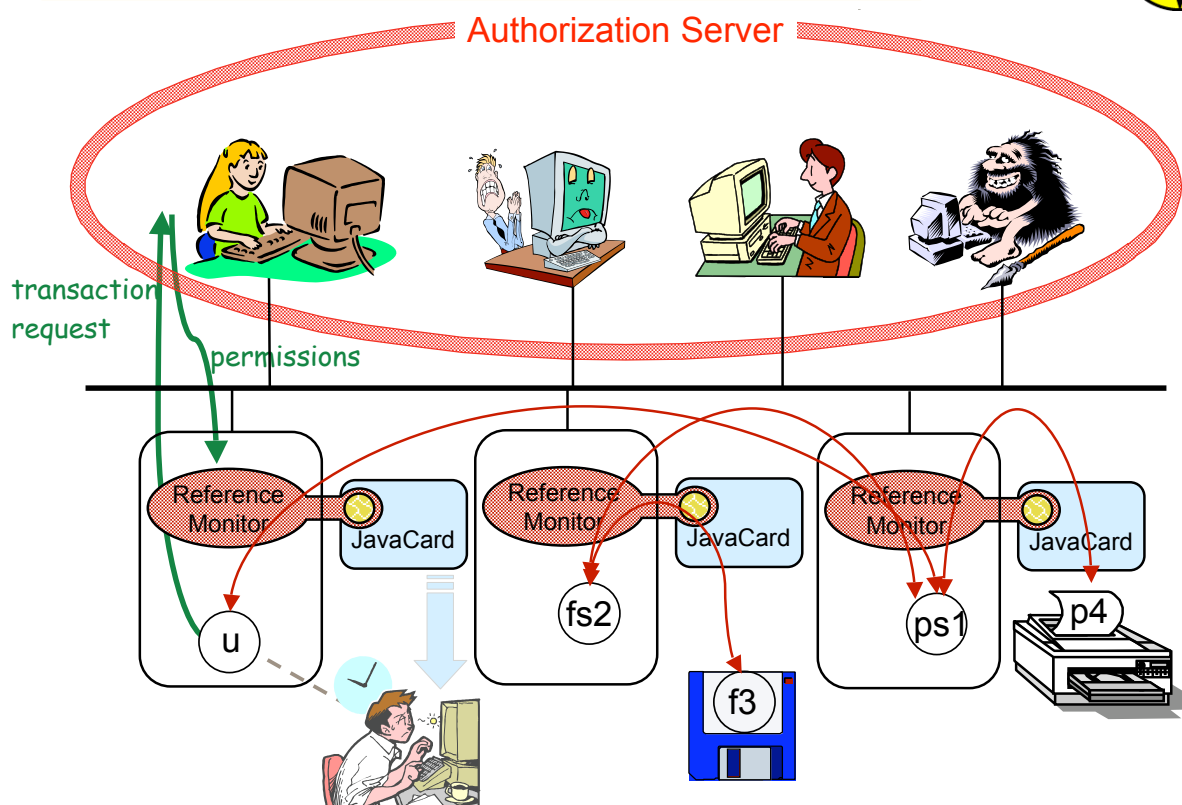 Authorization Server
transaction
request
permissions
Reference
Monitor
JavaCard
Reference
Monitor
JavaCard
Reference
Monitor
JavaCard
u
fs2
ps1
p4
f3